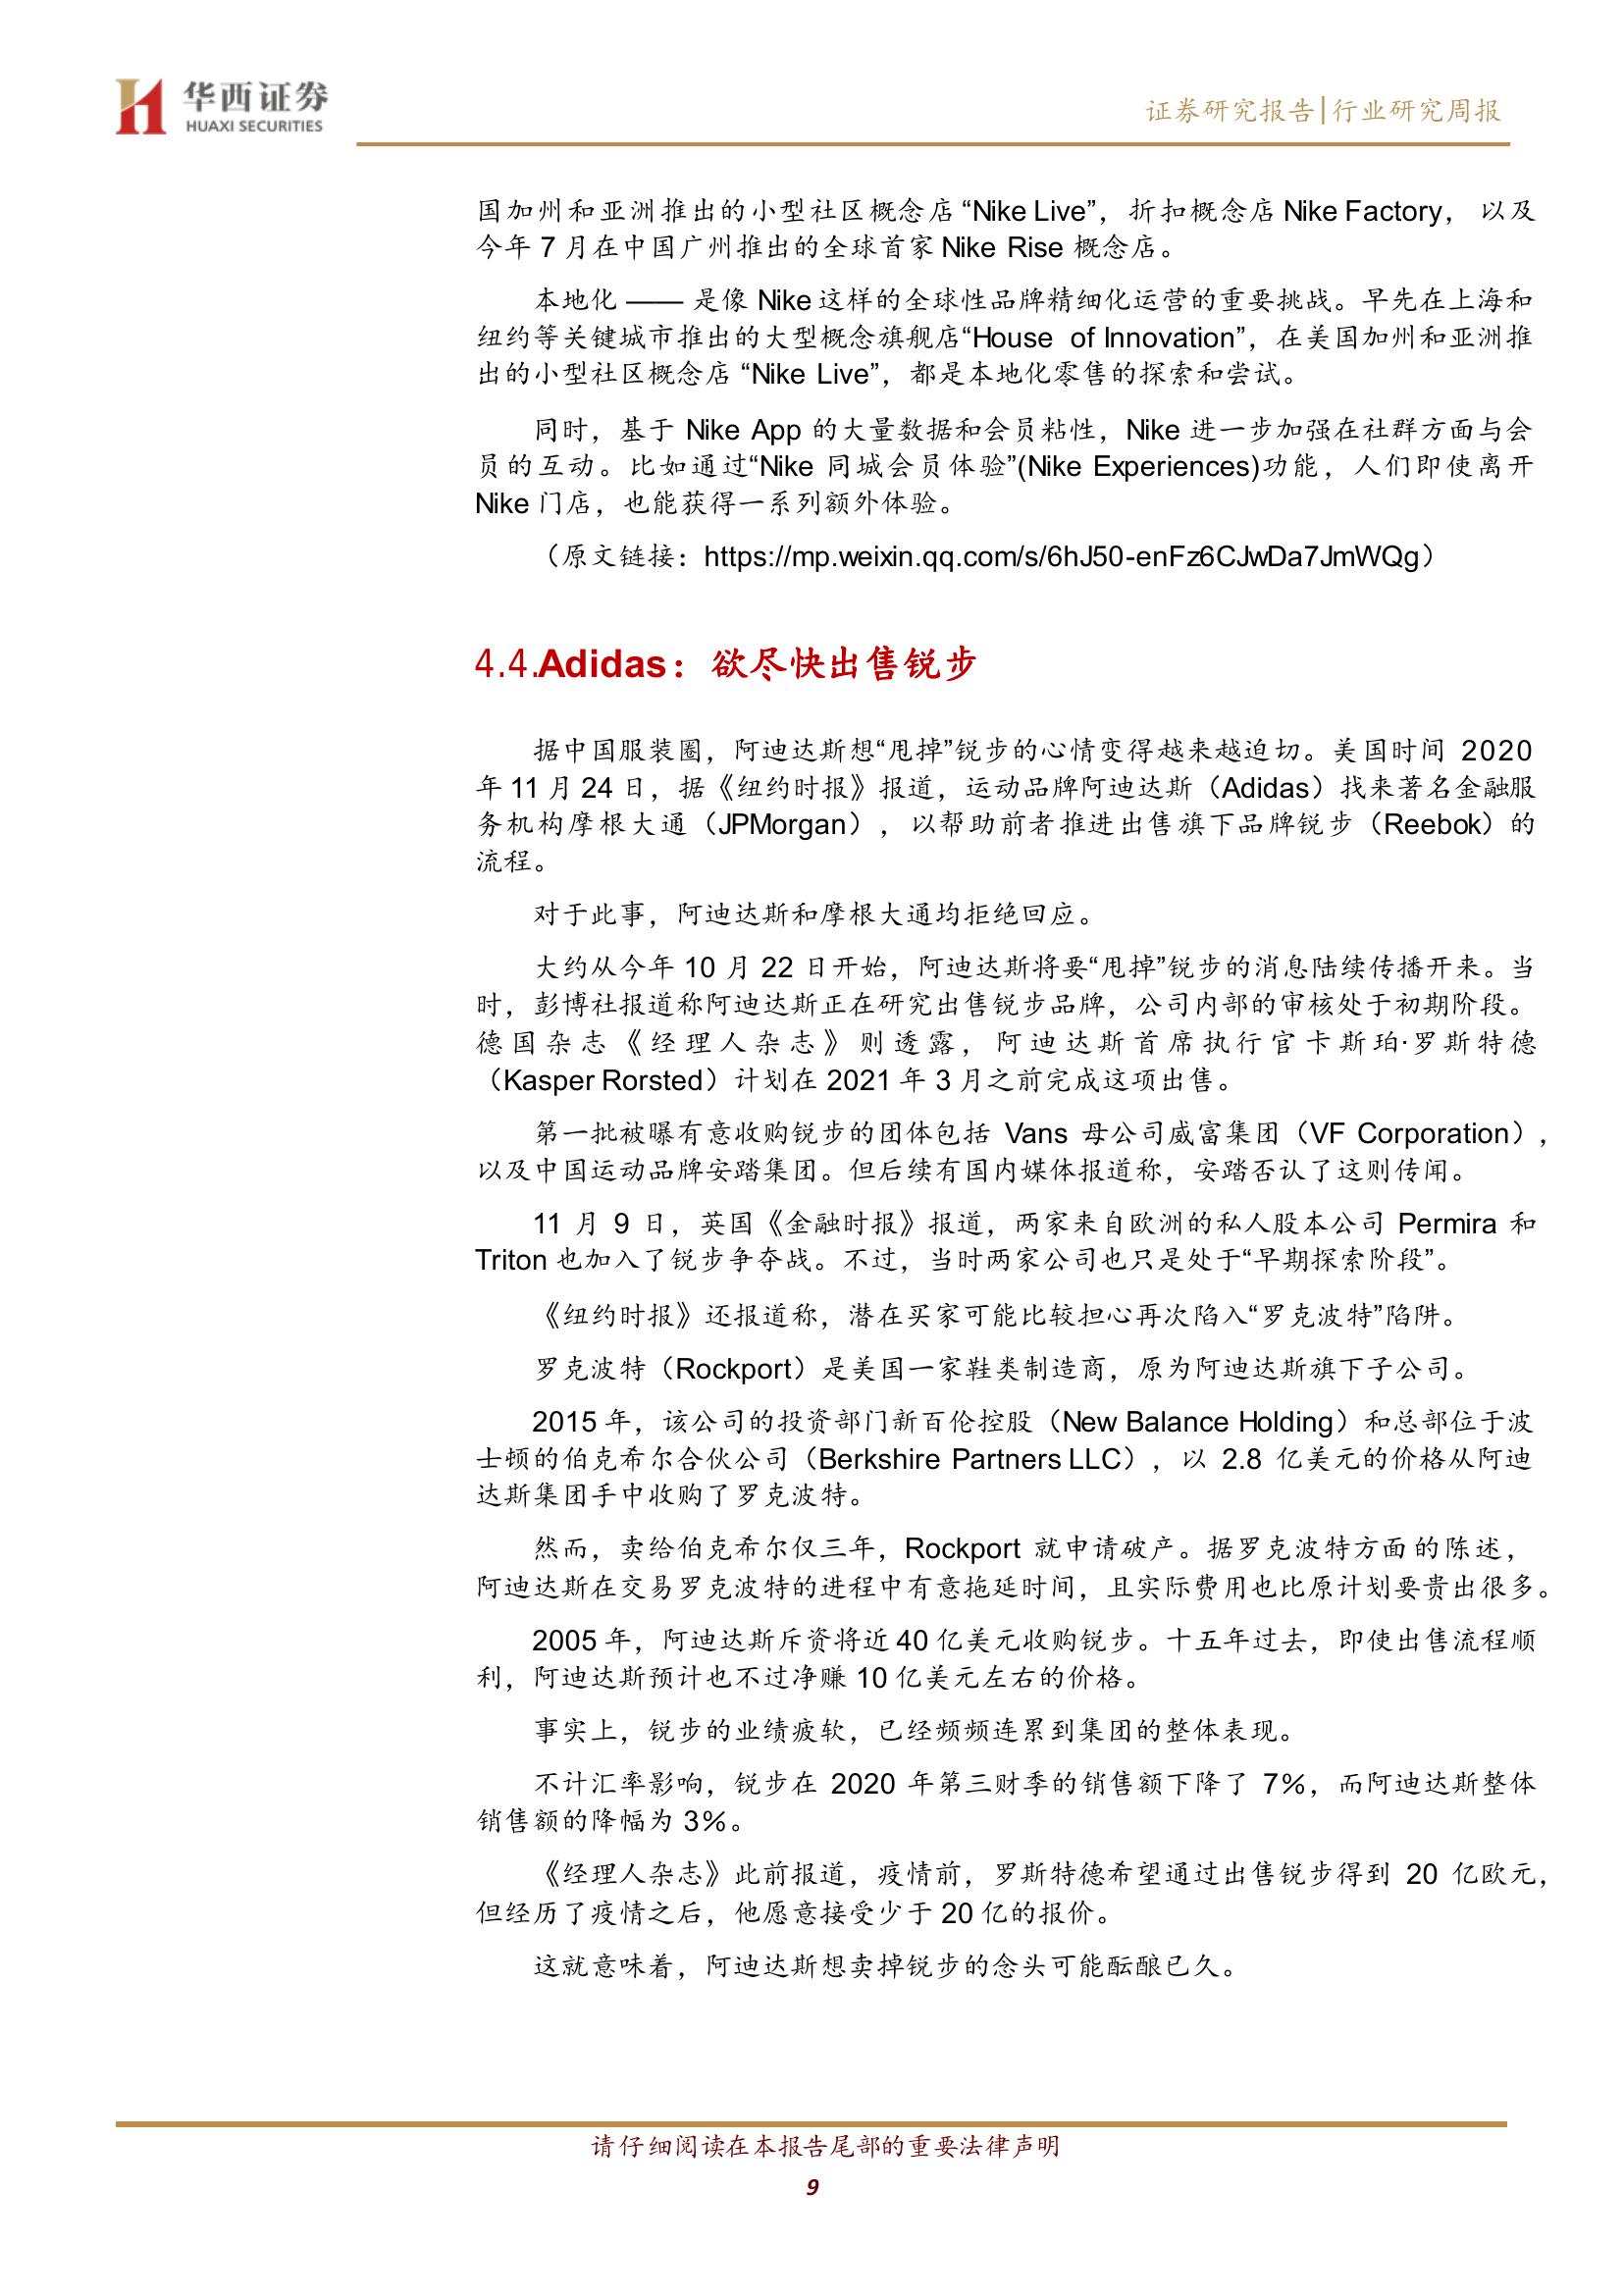 华西证券
HUAXI SECURITIES
证券研究报告|行业研究周报
国加州和亚洲推出的小型社区概念店 “Nike Live”，折扣概念店 Nike Factory， 以及
今年 7 月在中国广州推出的全球首家 Nike Rise 概念店。
本地化 —— 是像 Nike 这样的全球性品牌精细化运营的重要挑战。早先在上海和
纽约等关键城市推出的大型概念旗舰店“House of Innovation”，在美国加州和亚洲推
出的小型社区概念店 “Nike Live”，都是本地化零售的探索和尝试。
同时，基于 Nike App 的大量数据和会员粘性，Nike 进一步加强在社群方面与会
员的互动。比如通过“Nike 同城会员体验”(Nike Experiences)功能，人们即使离开
Nike 门店，也能获得一系列额外体验。
（原文链接：https://mp.weixin.qq.com/s/6hJ50-enFz6CJwDa7JmWQg）
4.4.Adidas：欲尽快出售锐步
据中国服装圈，阿迪达斯想“甩掉”锐步的心情变得越来越迫切。美国时间 2020
年 11 月 24 日，据《纽约时报》报道，运动品牌阿迪达斯（Adidas）找来著名金融服
务机构摩根大通（JPMorgan），以帮助前者推进出售旗下品牌锐步（Reebok）的
流程。
对于此事，阿迪达斯和摩根大通均拒绝回应。
大约从今年 10 月 22 日开始，阿迪达斯将要“甩掉”锐步的消息陆续传播开来。当
时，彭博社报道称阿迪达斯正在研究出售锐步品牌，公司内部的审核处于初期阶段。
德国杂志《经理人杂志》则透露，阿迪达斯首席执行官卡斯珀·罗斯特德
（Kasper Rorsted）计划在 2021 年 3 月之前完成这项出售。
第一批被曝有意收购锐步的团体包括 Vans 母公司威富集团（VF Corporation），
以及中国运动品牌安踏集团。但后续有国内媒体报道称，安踏否认了这则传闻。
11 月 9 日，英国《金融时报》报道，两家来自欧洲的私人股本公司 Permira 和
Triton 也加入了锐步争夺战。不过，当时两家公司也只是处于“早期探索阶段”。
《纽约时报》还报道称，潜在买家可能比较担心再次陷入“罗克波特”陷阱。
罗克波特（Rockport）是美国一家鞋类制造商，原为阿迪达斯旗下子公司。
2015 年，该公司的投资部门新百伦控股（New Balance Holding）和总部位于波
士顿的伯克希尔合伙公司（Berkshire Partners LLC），以 2.8 亿美元的价格从阿迪
达斯集团手中收购了罗克波特。
然而，卖给伯克希尔仅三年，Rockport 就申请破产。据罗克波特方面的陈述，
阿迪达斯在交易罗克波特的进程中有意拖延时间，且实际费用也比原计划要贵出很多。
2005 年，阿迪达斯斥资将近 40 亿美元收购锐步。十五年过去，即使出售流程顺
利，阿迪达斯预计也不过净赚 10 亿美元左右的价格。
事实上，锐步的业绩疲软，已经频频连累到集团的整体表现。
不计汇率影响，锐步在 2020 年第三财季的销售额下降了 7%，而阿迪达斯整体
销售额的降幅为 3%。
《经理人杂志》此前报道，疫情前，罗斯特德希望通过出售锐步得到 20 亿欧元，
但经历了疫情之后，他愿意接受少于 20 亿的报价。
这就意味着，阿迪达斯想卖掉锐步的念头可能酝酿已久。
请仔细阅读在本报告尾部的重要法律声明
9